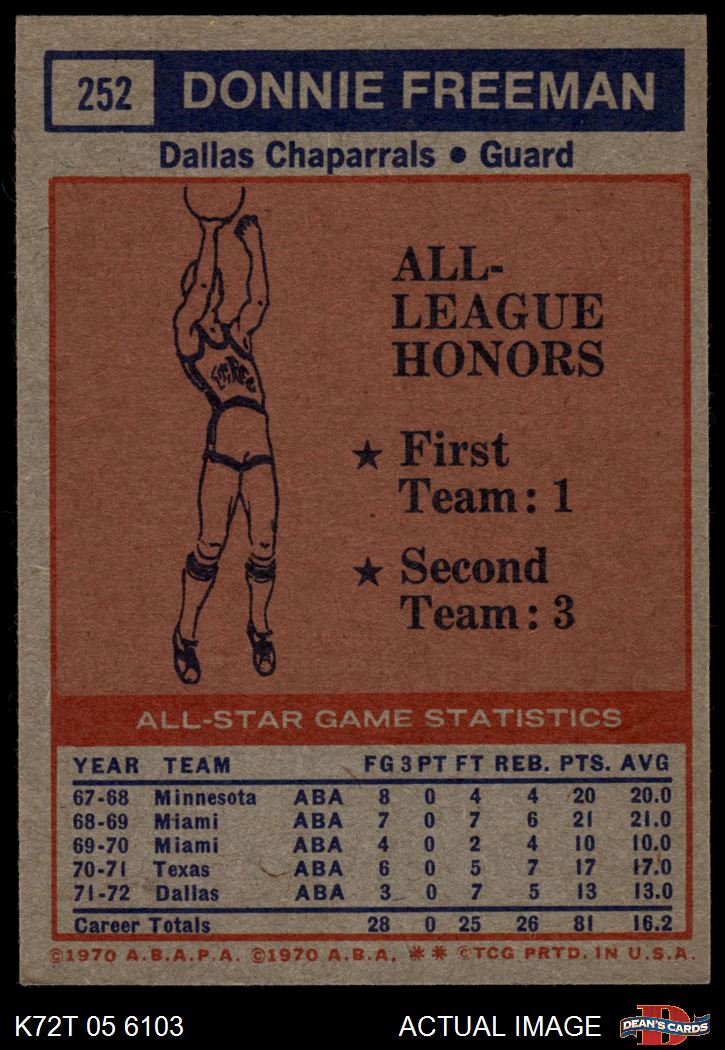 252 DONNIE FREEMAN
Dallas Chaparrals • Guard
ALL-
LEAGUE
HONORS
★ First
Team: 1
★ Second
Team: 3
ALL-STAR GAME STATISTICS
YEAR TEAM FG 3PT FT REB. PTS. AVG
67-68 Minnesota ABA 8 0 4 4 20 20.0
68-69 Miami ABA 7 0 7 6 21 21.0
69-70 Miami ABA 4 0 2 4 10 10.0
70-71 Texas ABA 6 0 5 7 17 17.0
71-72 Dallas ABA 3 0 7 5 13 13.0
Career Totals 28 0 25 26 81 16.2
©1970 A.B.A.P.A. ©1970 A.B.A. ** ©TCG PRTD. IN U.S.A.
K72T 05 6103 ACTUAL IMAGE DEAN'S CARDS